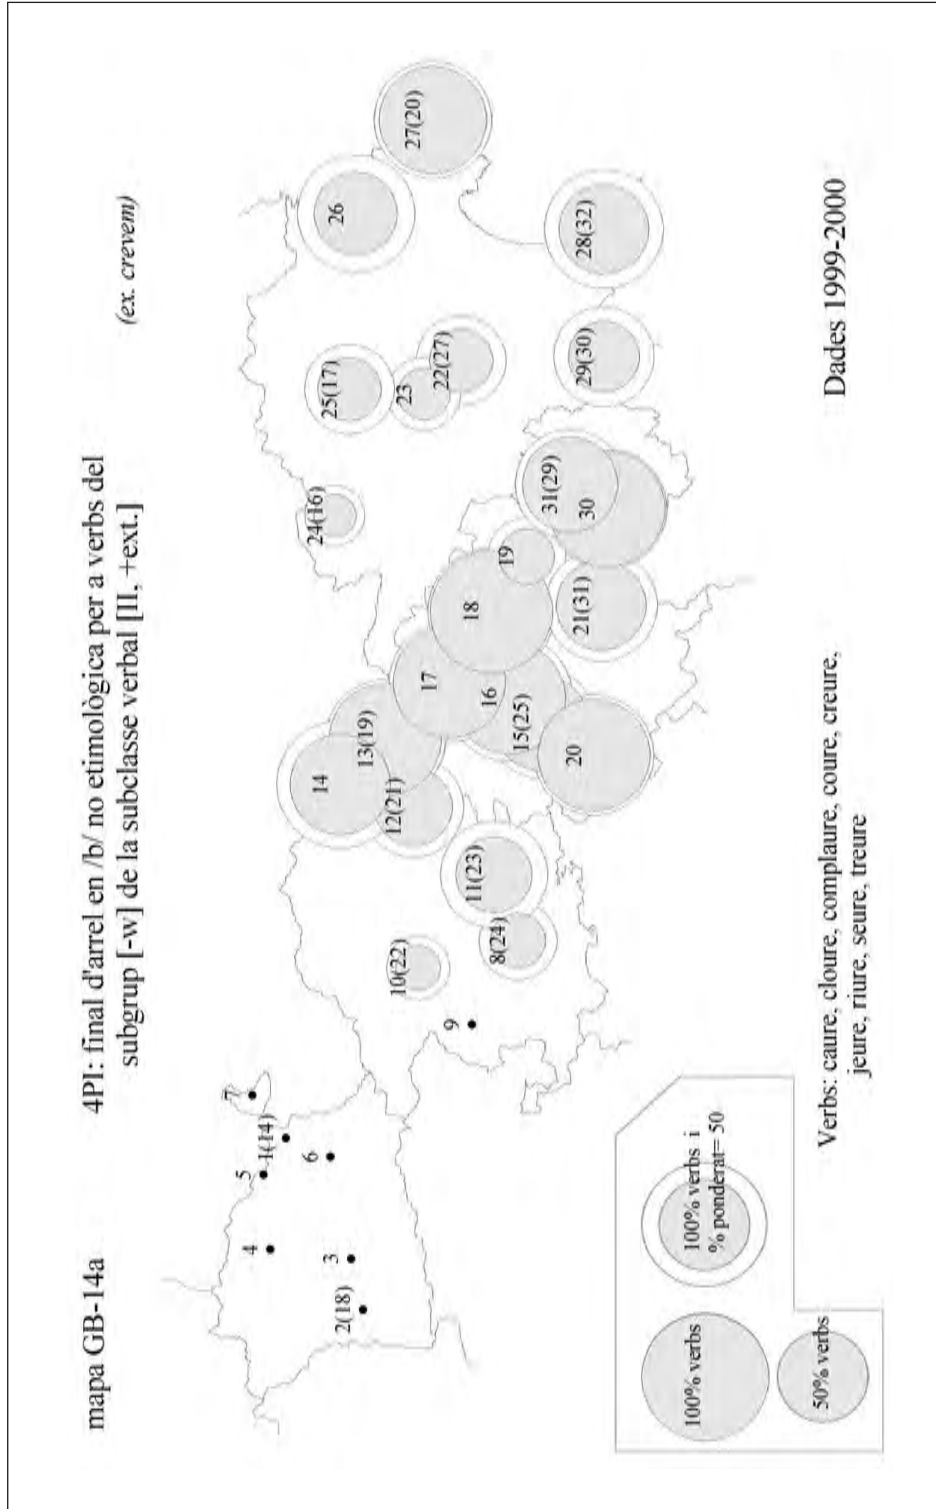 mapa GB-14a
4PI: final d'arrel en /b/ no etimològica per a verbs del
subgrup [-w] de la subclasse verbal [II, +ext.]
(ex. crevem)
7
5
1(14)
4
6
3
2(18)
9
10(22)
8(24)
11(23)
14
13(19)
12(21)
17
16
15(25)
20
18
19
21(31)
31(29)
30
24(16)
25(17)
23
22(27)
29(30)
26
27(20)
28(32)
100% verbs
50% verbs
100% verbs i
% ponderat= 50
Verbs: caure, cloure, complaure, coure, creure,
jeure, riure, seure, treure
Dades 1999-2000